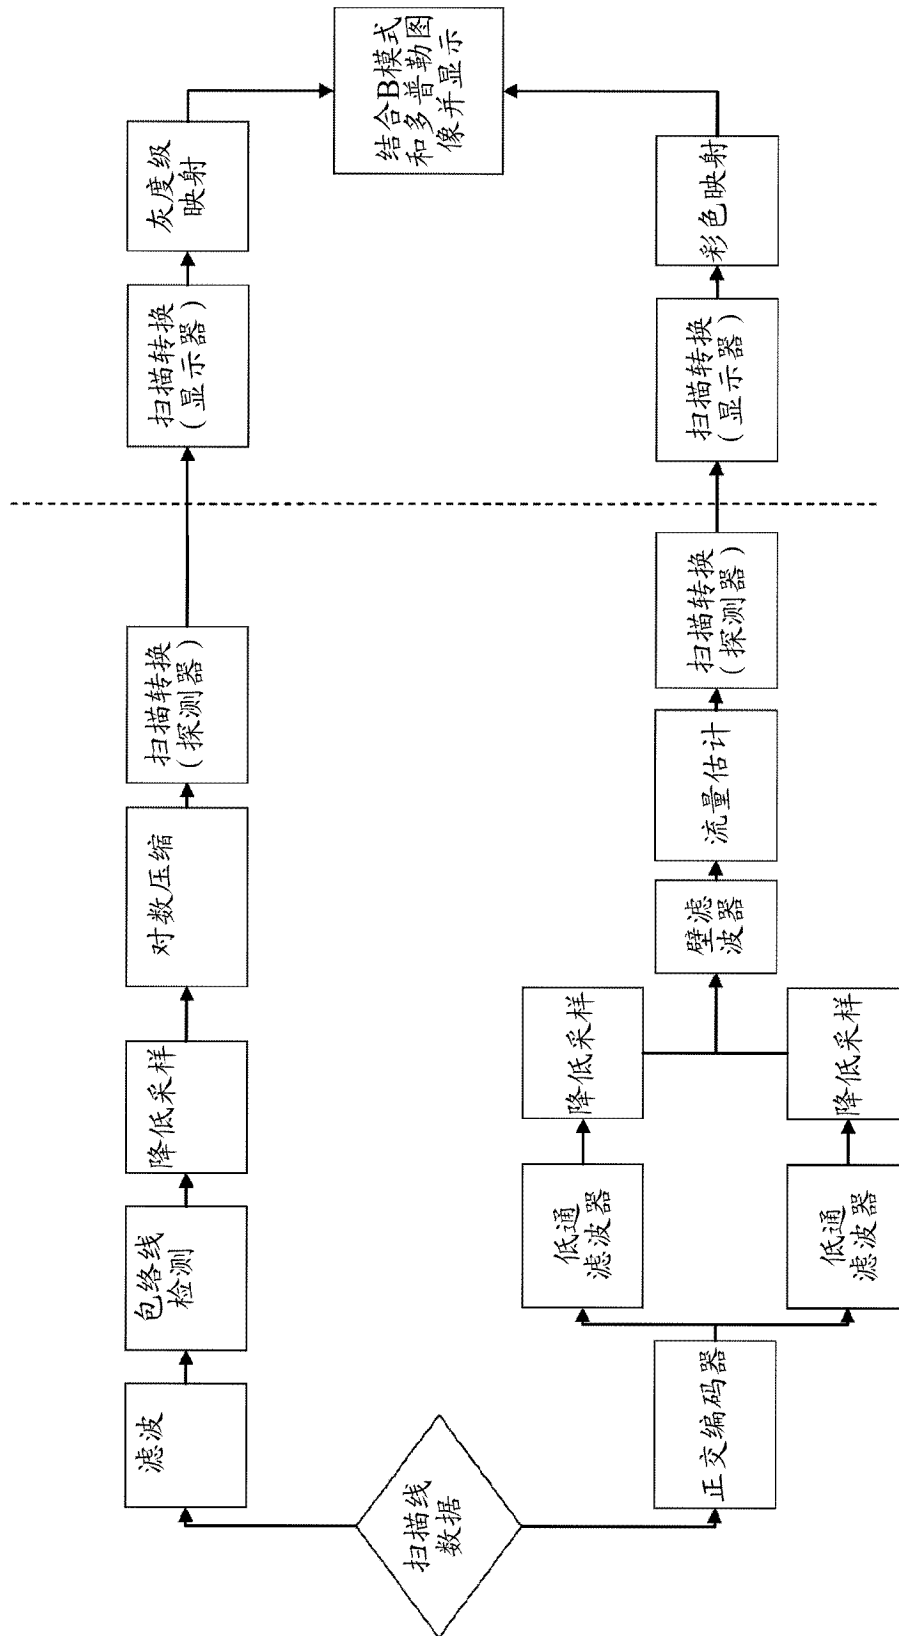 扫描线
数据
滤波
包络线
检测
降低采样
对数压缩
扫描转换
（探测器）
扫描转换
（显示器）
灰度级
映射
结合B模式
和多普勒图
像并显示
正交编码器
低通
滤波器
降低采样
低通
滤波器
降低采样
壁滤
波器
流量估计
扫描转换
（探测器）
扫描转换
（显示器）
彩色映射